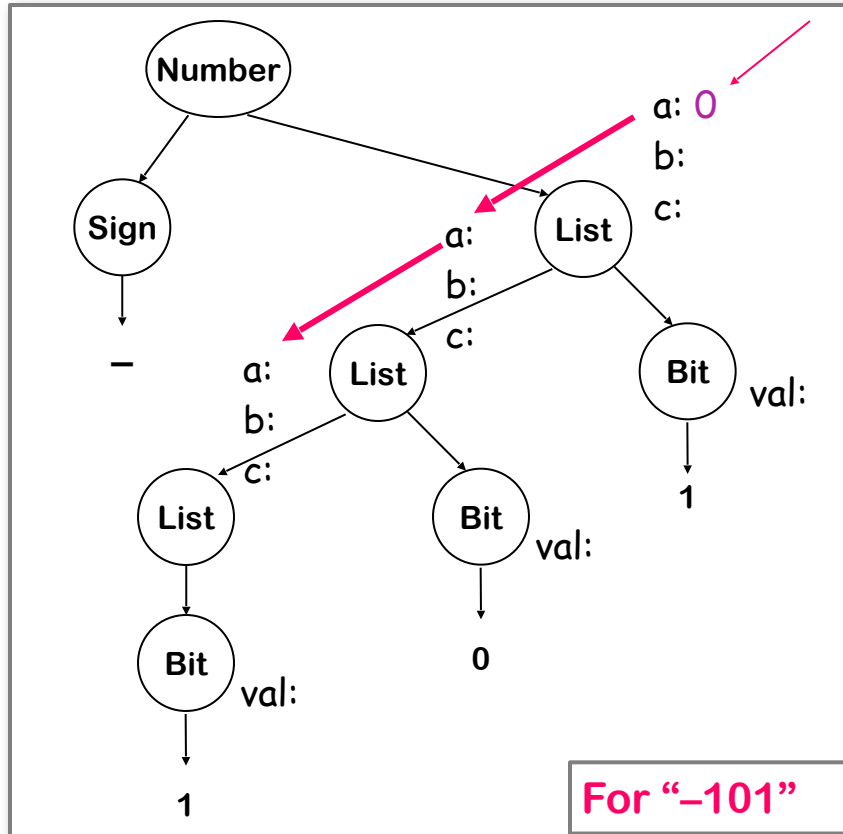 Number
a: 0
b:
c:
Sign
List
a:
b:
c:
–
List
Bit
val:
a:
b:
c:
1
List
Bit
val:
0
Bit
val:
1
For “–101”